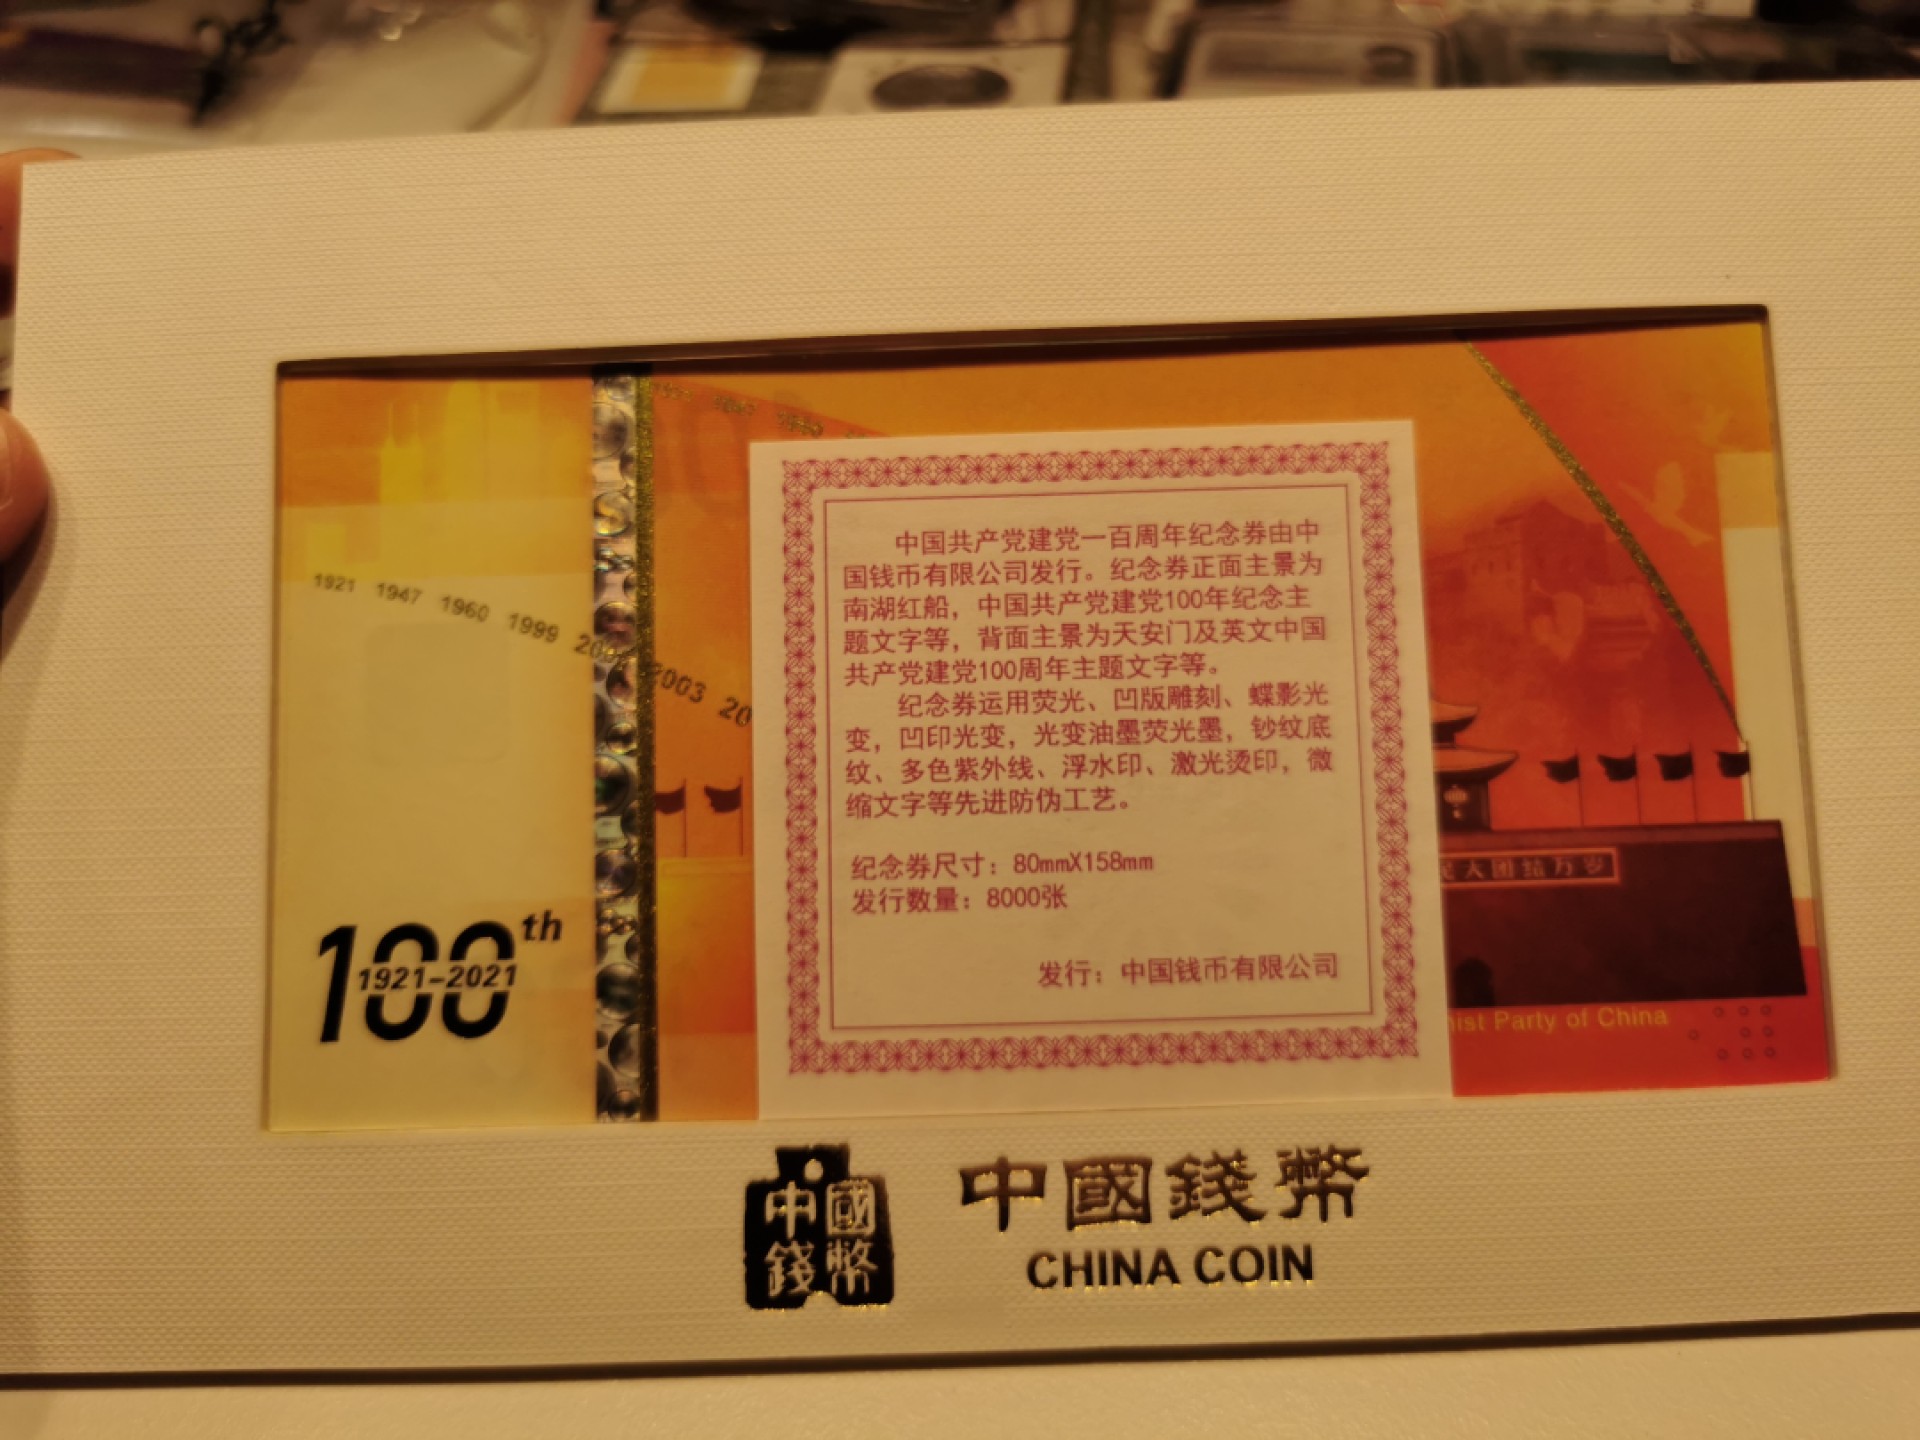 1921 1947 1960 1999
2003 20
中国共产党建党一百周年纪念券由中
国钱币有限公司发行。纪念券正面主景为
南湖红船，中国共产党建党100年纪念主
题文字等，背面主景为天安门及英文中国
共产党建党100周年主题文字等。
纪念券运用荧光、凹版雕刻、蝶影光
变，凹印光变，光变油墨荧光墨，钞纹底
纹、多色紫外线、浮水印、激光烫印，微
缩文字等先进防伪工艺。
纪念券尺寸：80mmX158mm
发行数量：8000张
发行：中国钱币有限公司
大团结万岁
100th
1921-2021
ist Party of China
中國
錢幣
中國錢幣
CHINA COIN